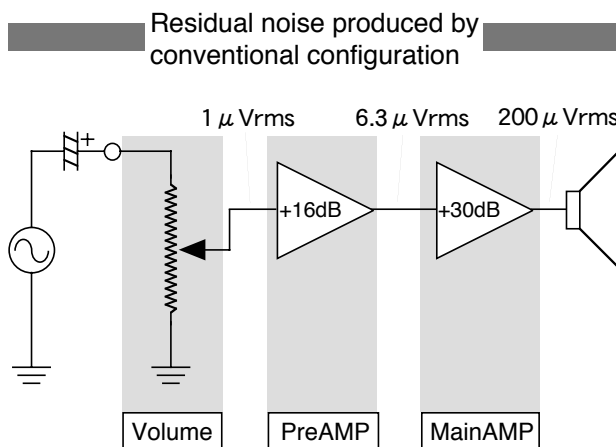 Residual noise produced by
conventional configuration
1 μ Vrms 6.3 μ Vrms 200 μ Vrms
+
+16dB +30dB
Volume PreAMP MainAMP